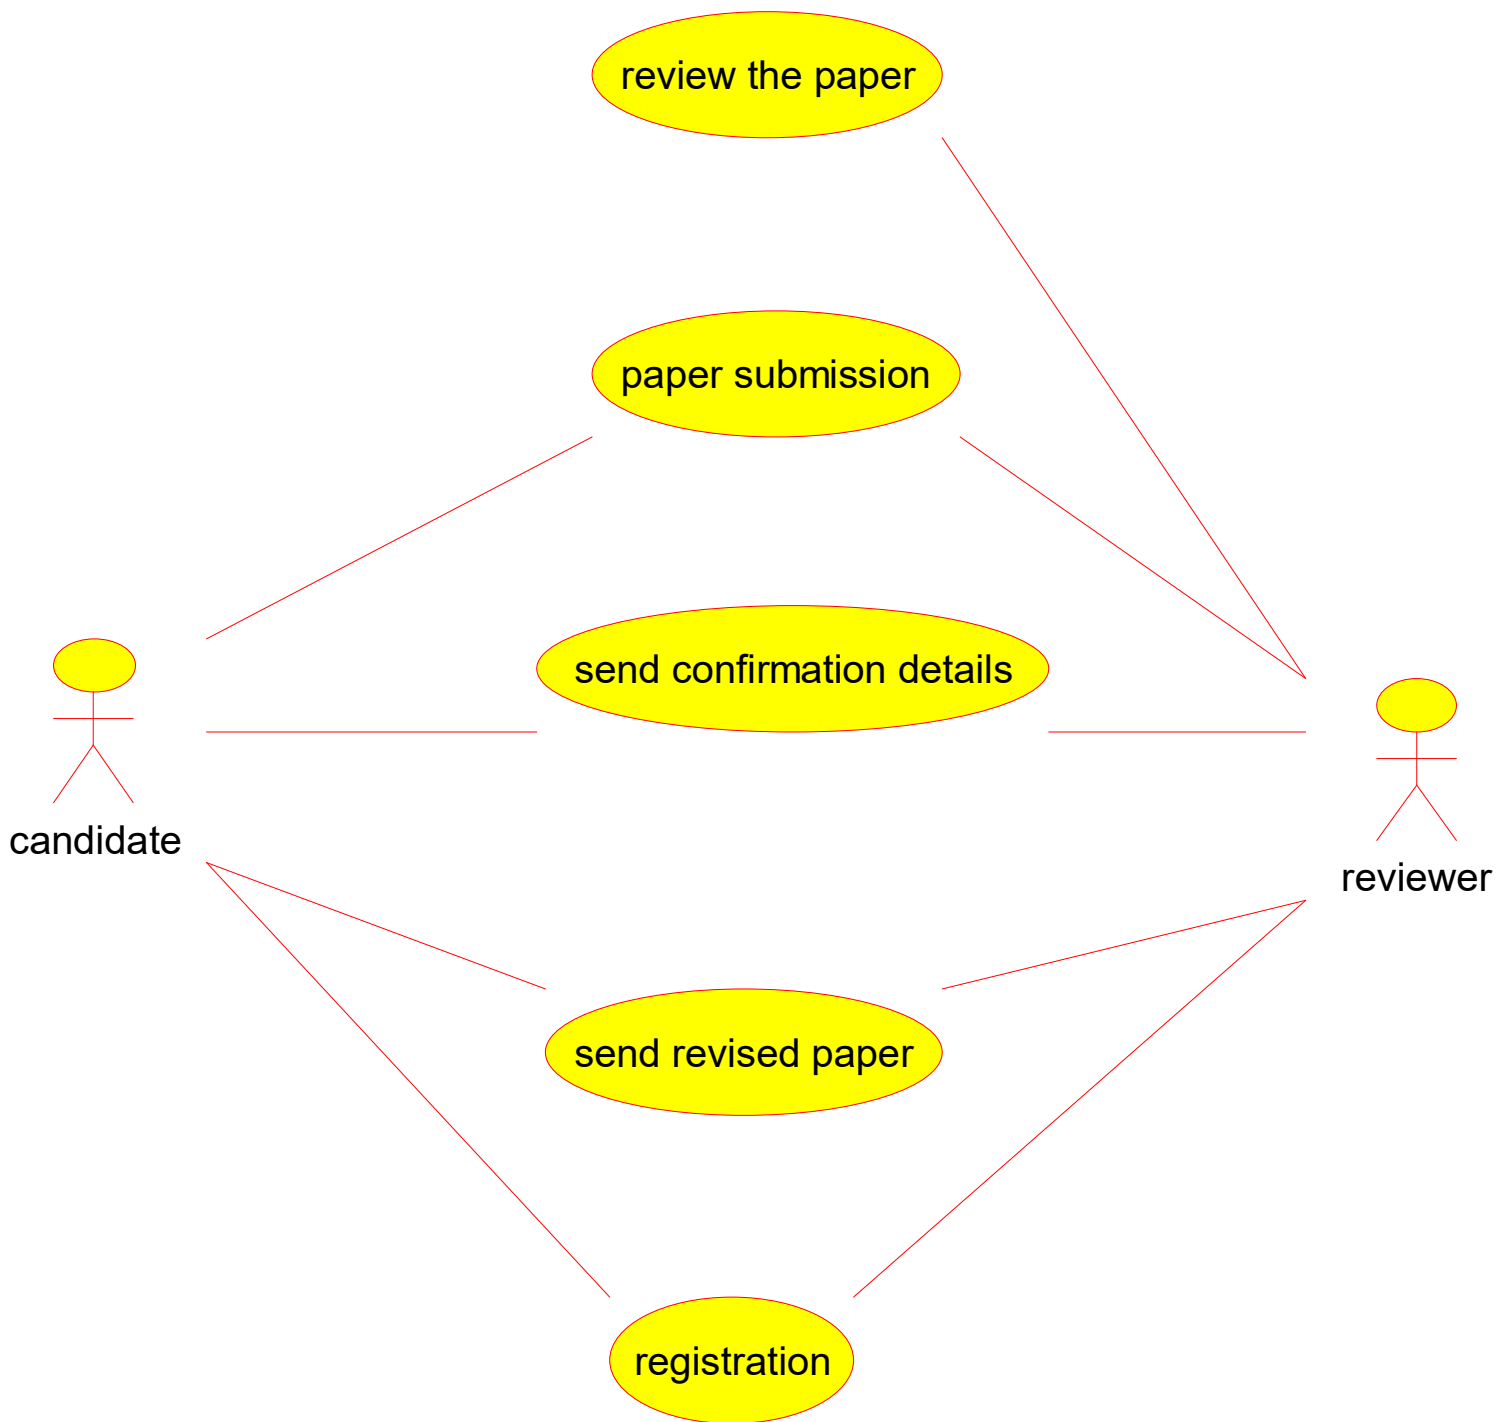 review the paper
paper submission
send confirmation details
candidate
reviewer
send revised paper
registration